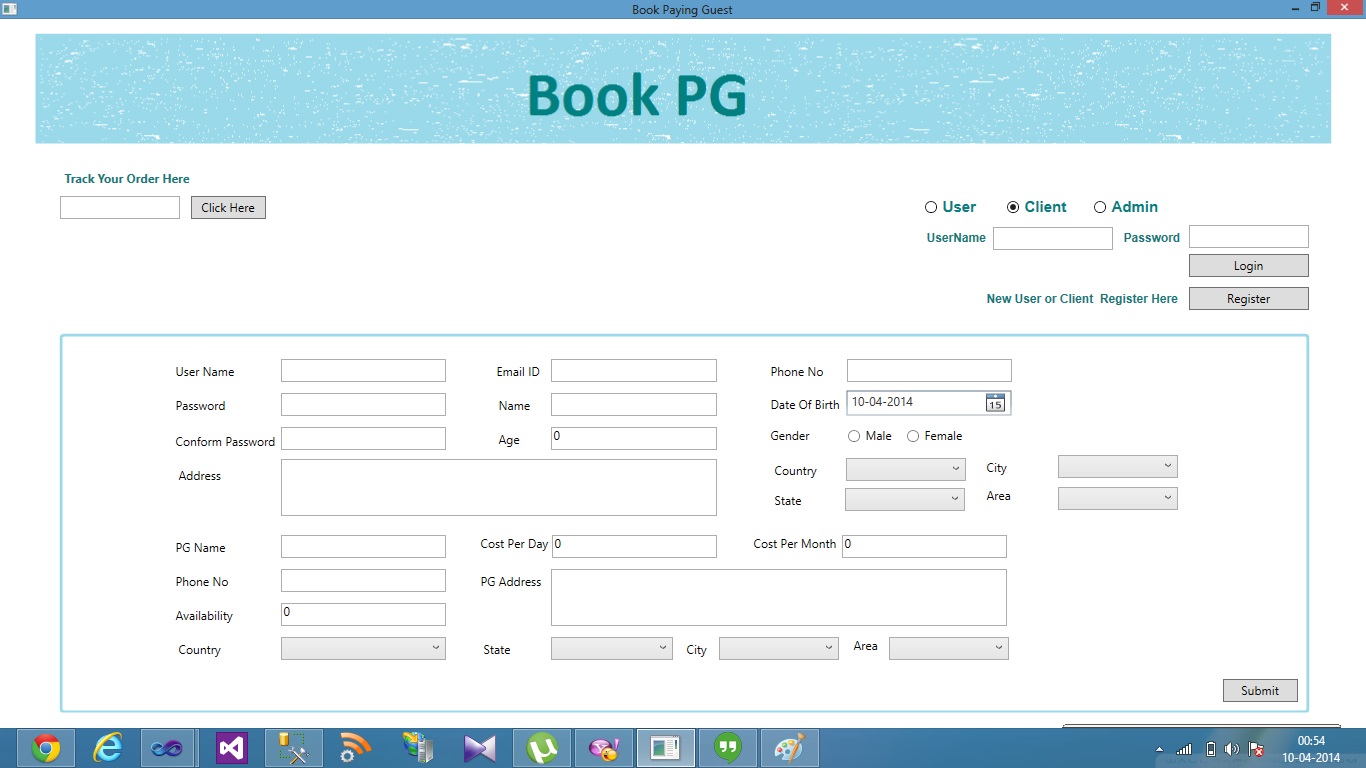 Book Paying Guest
Book PG
Track Your Order Here
Click Here
User Client Admin
UserName Password
Login
New User or Client Register Here Register
User Name Email ID Phone No
Password Name Date Of Birth 10-04-2014 15
Conform Password Age 0 Gender Male Female
Address Country City
State Area
PG Name Cost Per Day 0 Cost Per Month 0
Phone No PG Address
Availability 0
Country State City Area
Submit
00:54
10-04-2014